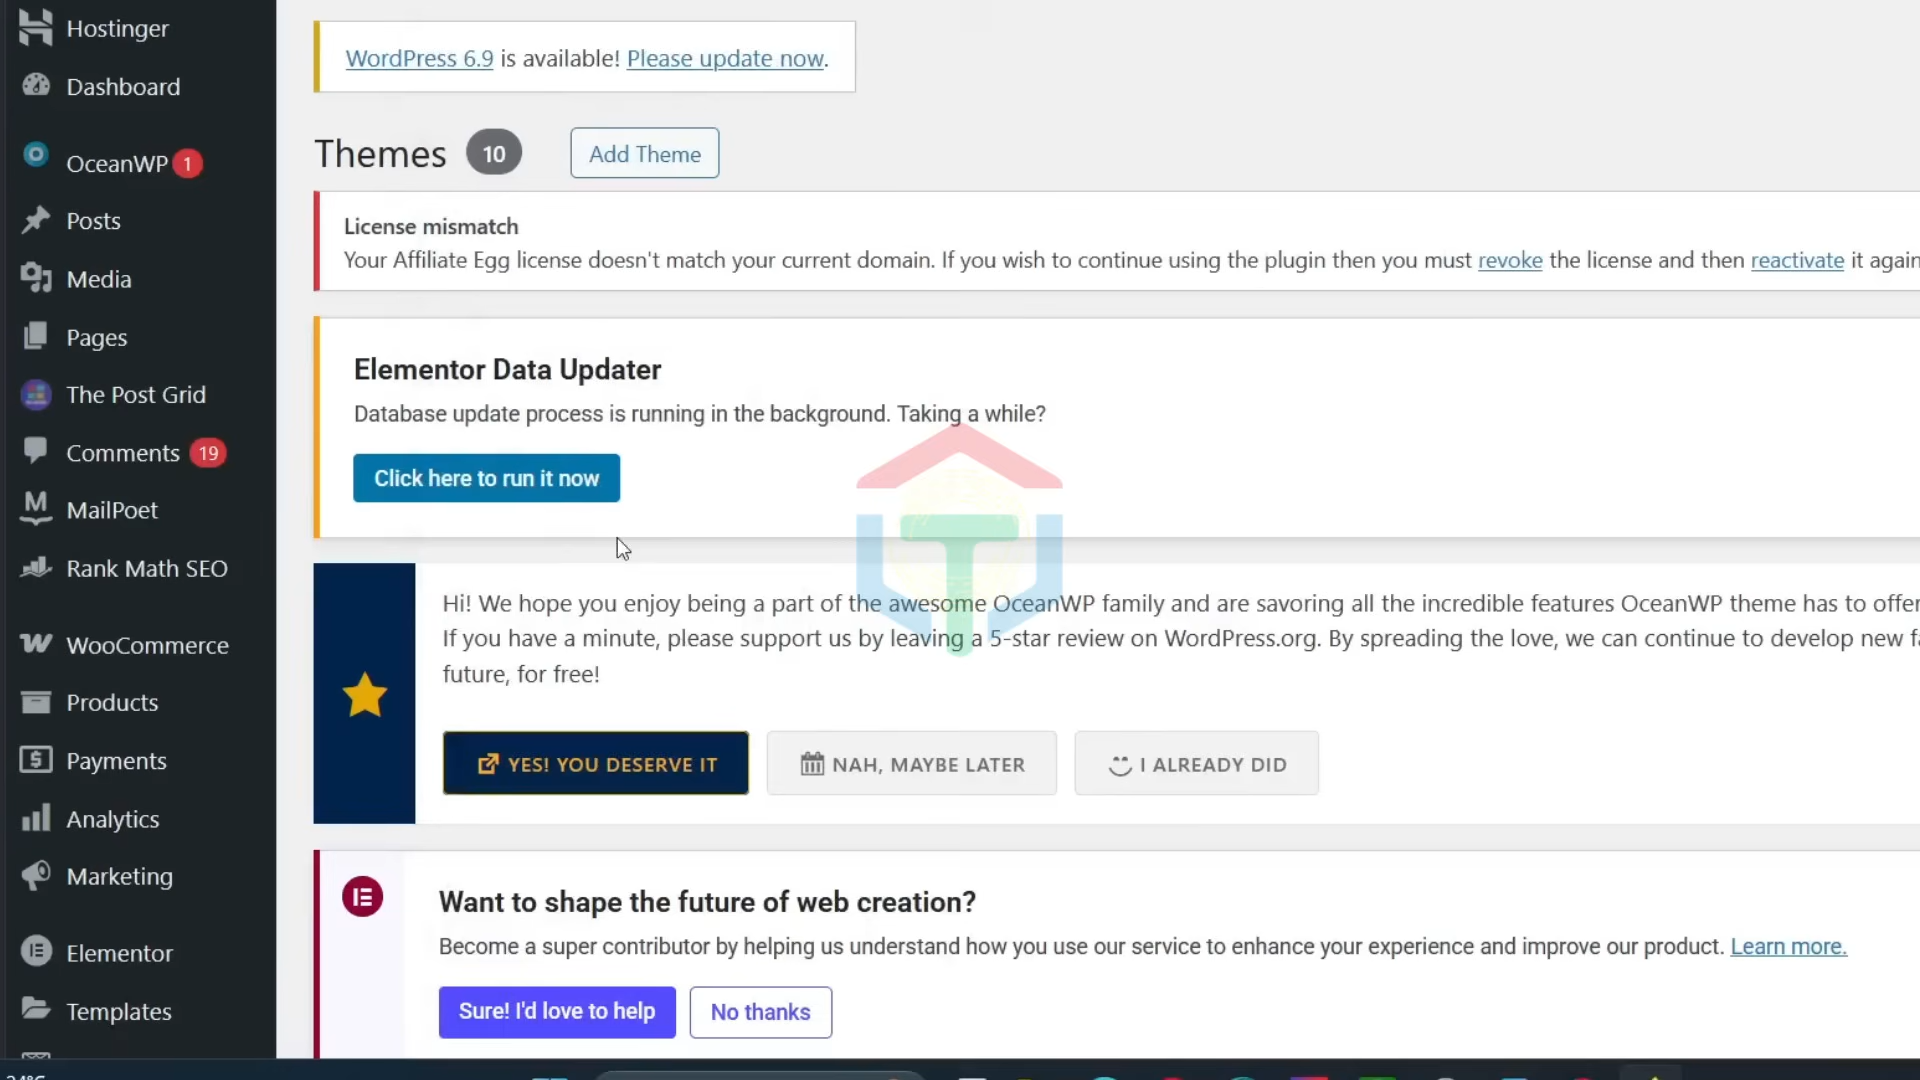 Hostinger
Dashboard
OceanWP 1
Posts
Media
Pages
The Post Grid
Comments 19
MailPoet
Rank Math SEO
WooCommerce
Products
Payments
Analytics
Marketing
Elementor
Templates
WordPress 6.9 is available! Please update now.
Themes 10 Add Theme
License mismatch
Your Affiliate Egg license doesn't match your current domain. If you wish to continue using the plugin then you must revoke the license and then reactivate it again
Elementor Data Updater
Database update process is running in the background. Taking a while?
Click here to run it now
Hi! We hope you enjoy being a part of the awesome OceanWP family and are savoring all the incredible features OceanWP theme has to offer
If you have a minute, please support us by leaving a 5-star review on WordPress.org. By spreading the love, we can continue to develop new
future, for free!
YES! YOU DESERVE IT NAH, MAYBE LATER I ALREADY DID
Want to shape the future of web creation?
Become a super contributor by helping us understand how you use our service to enhance your experience and improve our product. Learn more.
Sure! I'd love to help No thanks